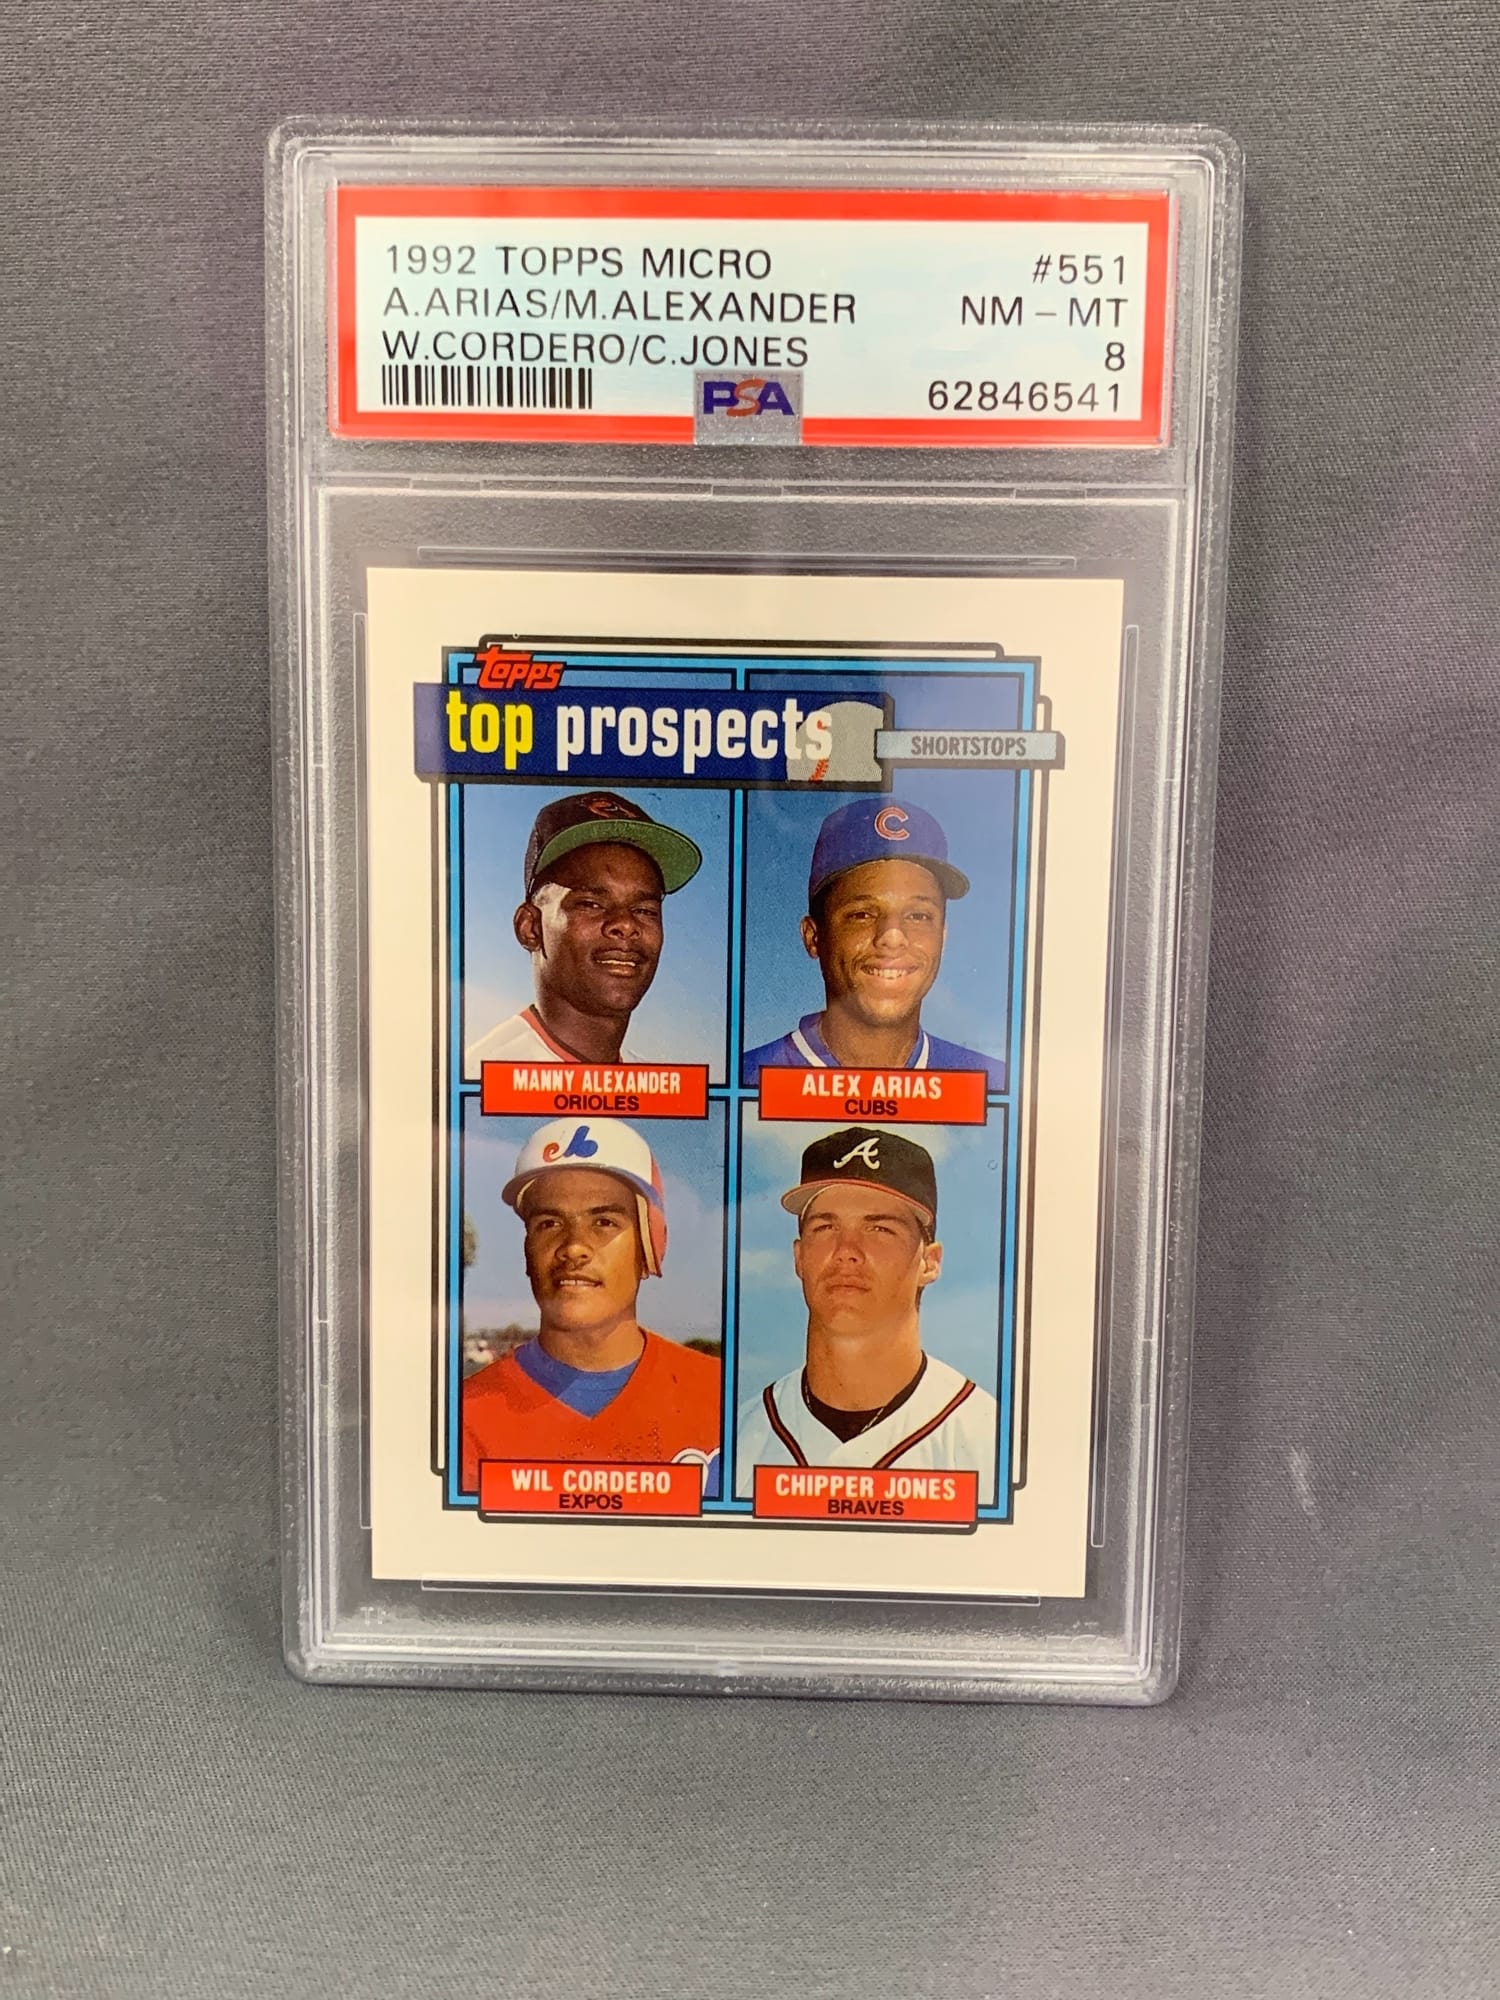 1992 TOPPS MICRO #551
A.ARIAS/M.ALEXANDER NM - MT
W.CORDERO/C.JONES 8
PSA 62846541
TOPPS
top prospects
SHORTSTOPS
C
MANNY ALEXANDER ALEX ARIAS
ORIOLES CUBS
A
WIL CORDERO CHIPPER JONES
EXPOS BRAVES